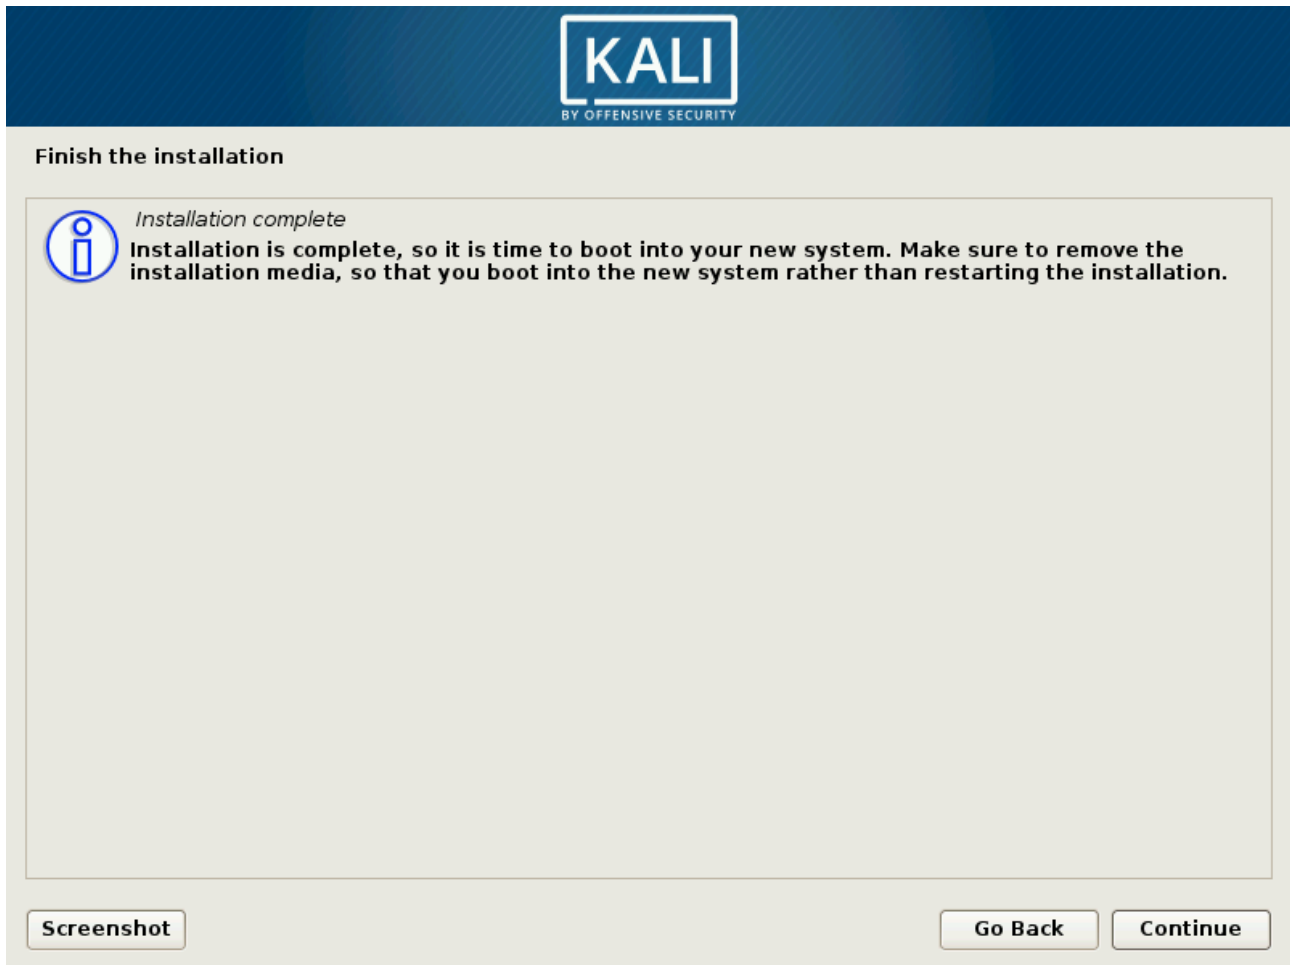 KALI
BY OFFENSIVE SECURITY
Finish the installation
Installation complete
Installation is complete, so it is time to boot into your new system. Make sure to remove the
installation media, so that you boot into the new system rather than restarting the installation.
Screenshot
Go Back
Continue